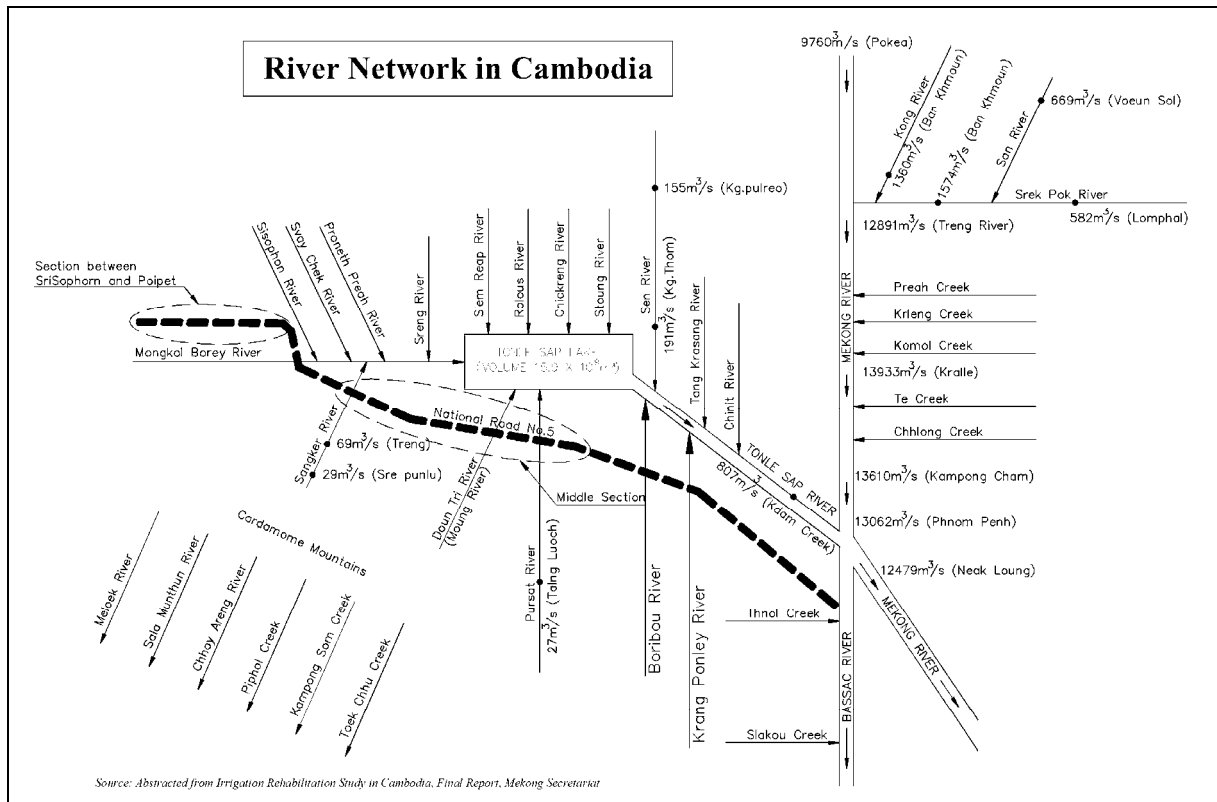 River Network in Cambodia
9760m³/s (Pokea)
Kong River
1360m³/s (Ban Khmoun)
1574m³/s (Ban Khmoun)
San River
669m³/s (Voeun Sol)
Srek Pok River
582m³/s (Lomphal)
12891m³/s (Treng River)
155m³/s (Kg.pulreo)
Section between
SriSophorn and Poipet
Sisophon River
Svay Chek River
Proneth Preah River
Sreng River
Siem Reap River
Rolous River
Chickreng River
Stoung River
Sen River
191m³/s (Kg.Thom)
Tang Krasang River
Chinit River
MEKONG RIVER
Preah Creek
Krieng Creek
Komol Creek
13933m³/s (Kralle)
Te Creek
Chhlong Creek
Mongkol Borey River
TONLE SAP LAKE
National Road No.5
Sangker River
69m³/s (Treng)
29m³/s (Sre punlu)
Middle Section
Doun Tri River
(Moung River)
TONLE SAP RIVER
807m³/s (Kdam Creek)
13610m³/s (Kampong Cham)
13062m³/s (Phnom Penh)
12479m³/s (Neak Loung)
MEKONG RIVER
Cardamome Mountains
Meloek River
Sala Munthun River
Chhoy Areng River
Piphol Creek
Kampong Som Creek
Toek Chhu Creek
Pursat River
27m³/s (Talng Luoch)
Boribou River
Krang Ponley River
Thnol Creek
BASSAC RIVER
Slakou Creek
Source: Abstracted from Irrigation Rehabilitation Study in Cambodia, Final Report, Mekong Secretariat